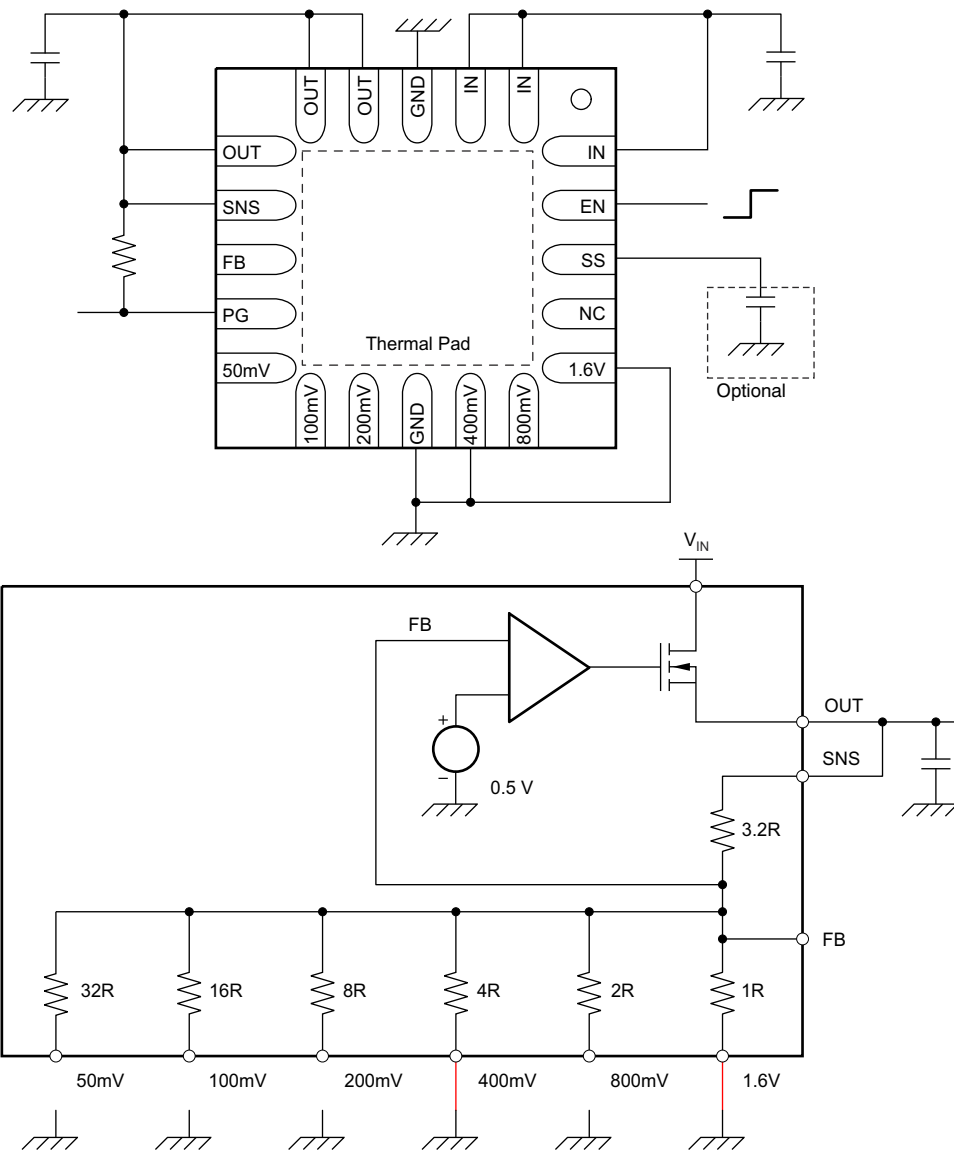 OUT
OUT
GND
IN
IN
OUT
SNS
FB
PG
50mV
IN
EN
SS
NC
1.6V
Thermal Pad
100mV
200mV
GND
400mV
800mV
Optional
VIN
FB
+
−
0.5 V
OUT
SNS
3.2R
FB
32R
16R
8R
4R
2R
1R
50mV
100mV
200mV
400mV
800mV
1.6V